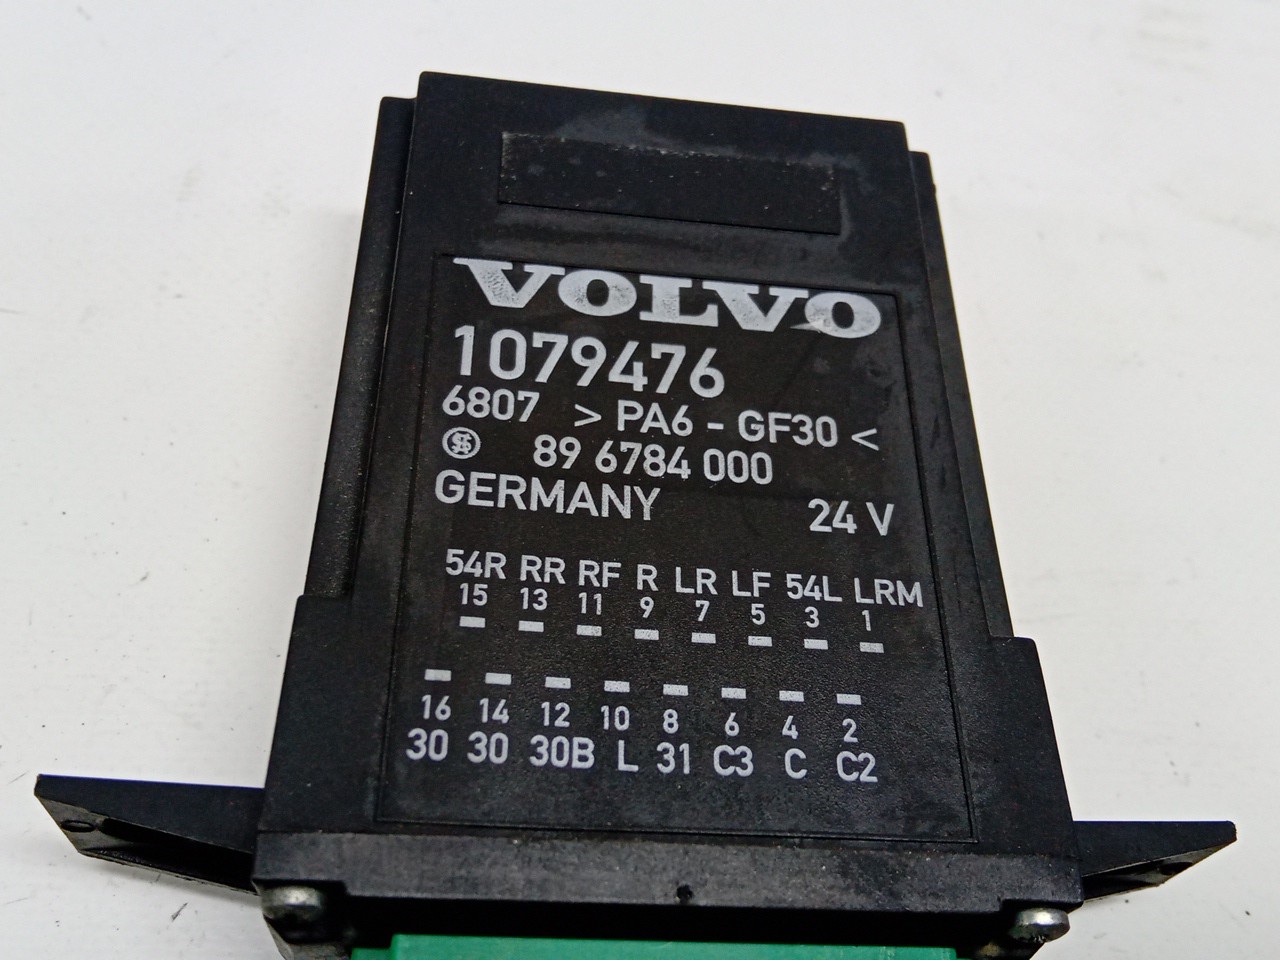 VOLVO
1079476
6807 > PA6 - GF30 <
89 6784 000
GERMANY 24 V
54R RR RF R LR LF 54L LRM
15 13 11 9 7 5 3 1
16 14 12 10 8 6 4 2
30 30 30B L 31 C3 C C2